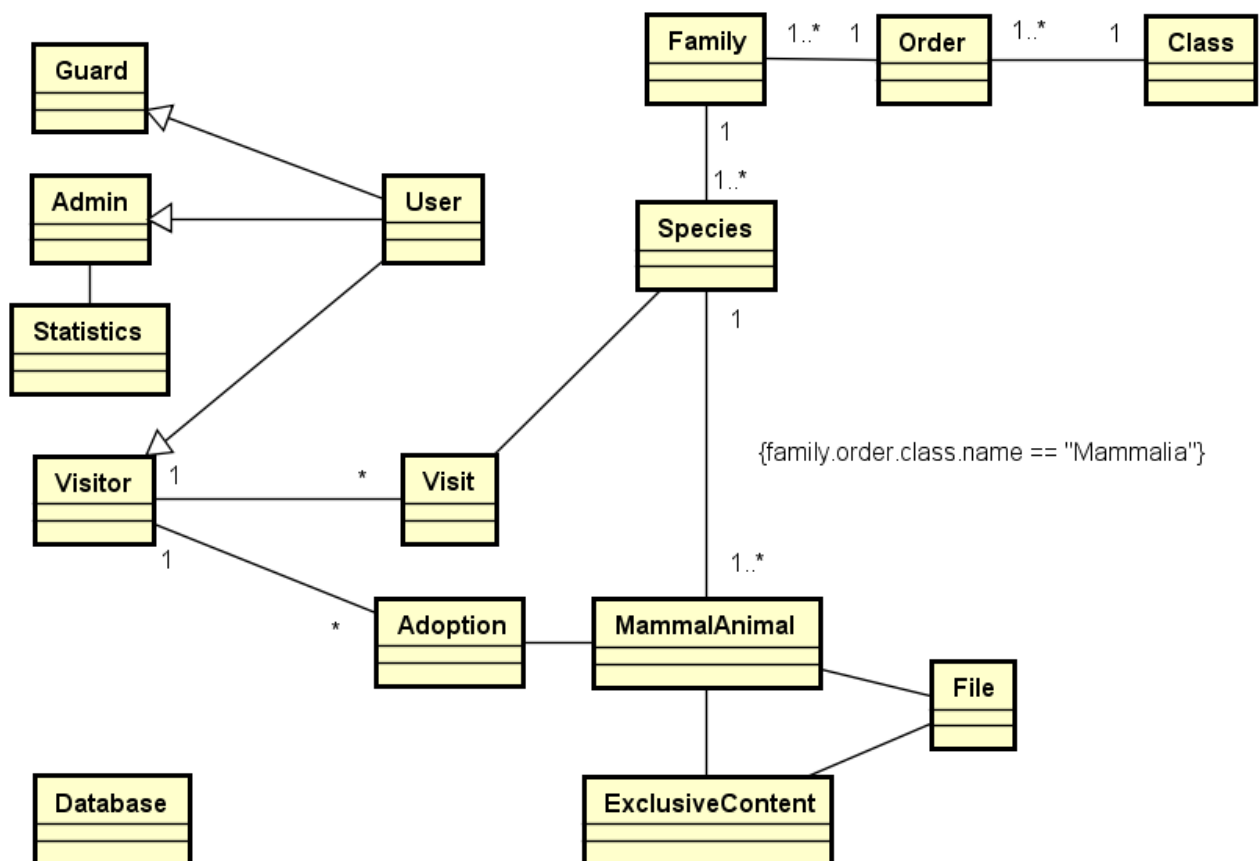 Family
1..*
1
Order
1..*
1
Class
Guard
1
1..*
Admin
User
Species
1
Statistics
{family.order.class.name == "Mammalia"}
Visitor
1
*
Visit
1
*
1..*
Adoption
MammalAnimal
File
Database
ExclusiveContent